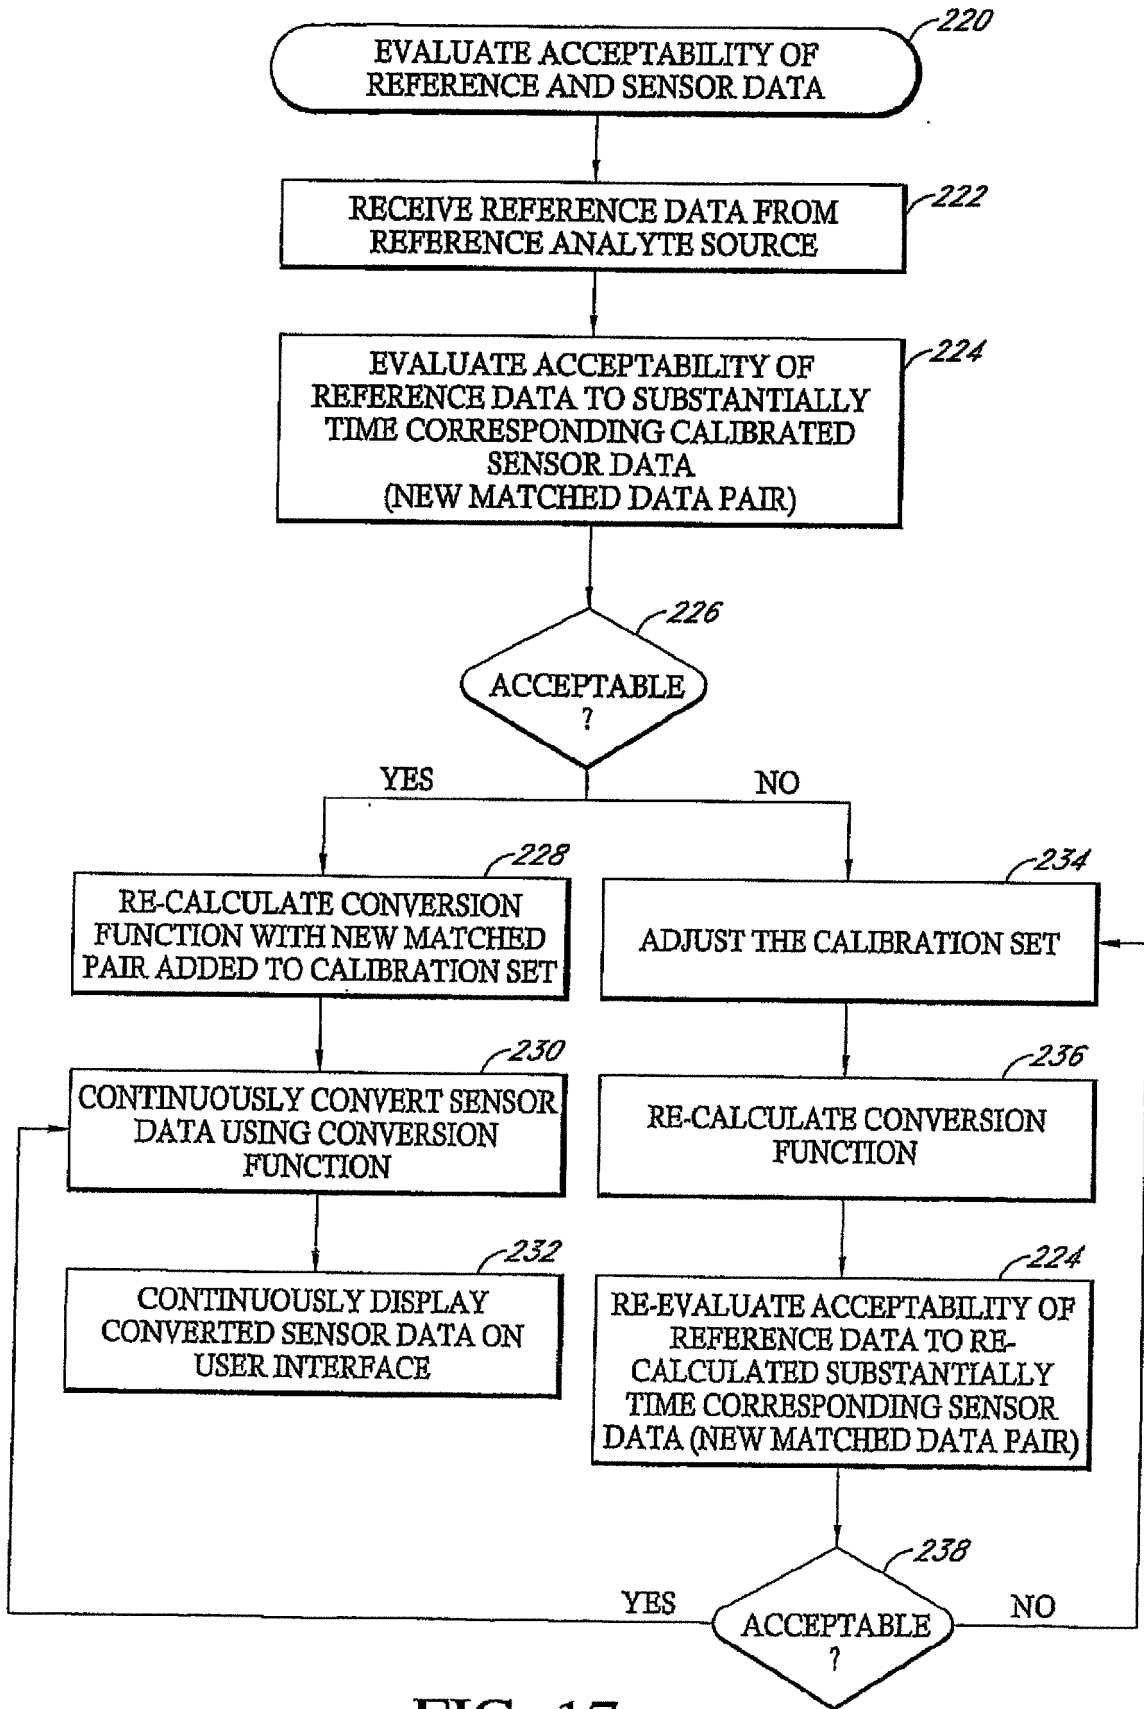 220
EVALUATE ACCEPTABILITY OF
REFERENCE AND SENSOR DATA
222
RECEIVE REFERENCE DATA FROM
REFERENCE ANALYTE SOURCE
224
EVALUATE ACCEPTABILITY OF
REFERENCE DATA TO SUBSTANTIALLY
TIME CORRESPONDING CALIBRATED
SENSOR DATA
(NEW MATCHED DATA PAIR)
226
ACCEPTABLE
?
YES
NO
228
RE-CALCULATE CONVERSION
FUNCTION WITH NEW MATCHED
PAIR ADDED TO CALIBRATION SET
230
CONTINUOUSLY CONVERT SENSOR
DATA USING CONVERSION
FUNCTION
232
CONTINUOUSLY DISPLAY
CONVERTED SENSOR DATA ON
USER INTERFACE
234
ADJUST THE CALIBRATION SET
236
RE-CALCULATE CONVERSION
FUNCTION
224
RE-EVALUATE ACCEPTABILITY OF
REFERENCE DATA TO RE-
CALCULATED SUBSTANTIALLY
TIME CORRESPONDING SENSOR
DATA (NEW MATCHED DATA PAIR)
238
YES
ACCEPTABLE
?
NO
FIG. 17